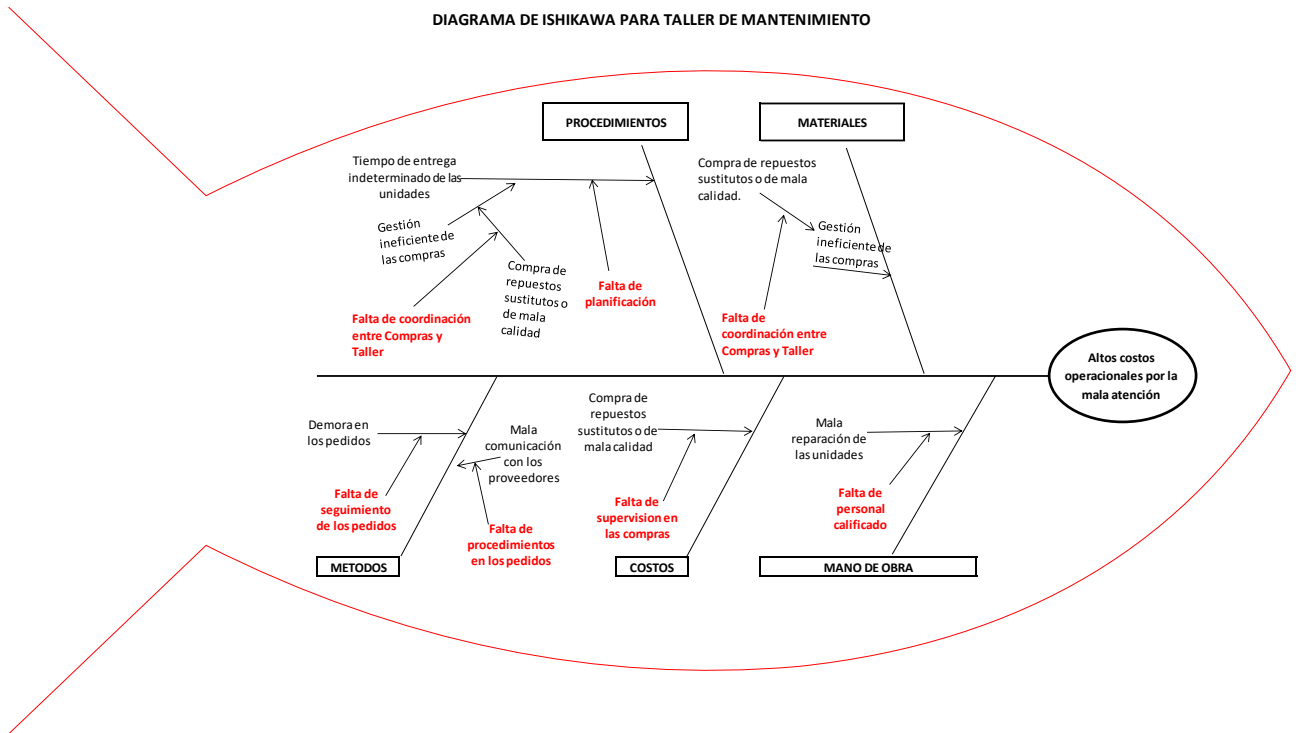 DIAGRAMA DE ISHIKAWA PARA TALLER DE MANTENIMIENTO
PROCEDIMIENTOS
MATERIALES
Tiempo de entrega
indeterminado de las
unidades
Gestión
ineficiente de
las compras
Compra de
repuestos
sustitutos o
de mala
calidad
Falta de
planificación
Falta de coordinación
entre Compras y
Taller
Compra de repuestos
sustitutos o de mala
calidad.
Gestión
ineficiente de
las compras
Falta de
coordinación entre
Compras y Taller
Altos costos
operacionales por la
mala atención
Demora en
los pedidos
Mala
comunicación
con los
proveedores
Falta de
seguimiento
de los pedidos
Falta de
procedimientos
en los pedidos
Compra de
repuestos
sustitutos o de
mala calidad
Falta de
supervision en
las compras
Mala
reparación de
las unidades
Falta de
personal
calificado
METODOS
COSTOS
MANO DE OBRA